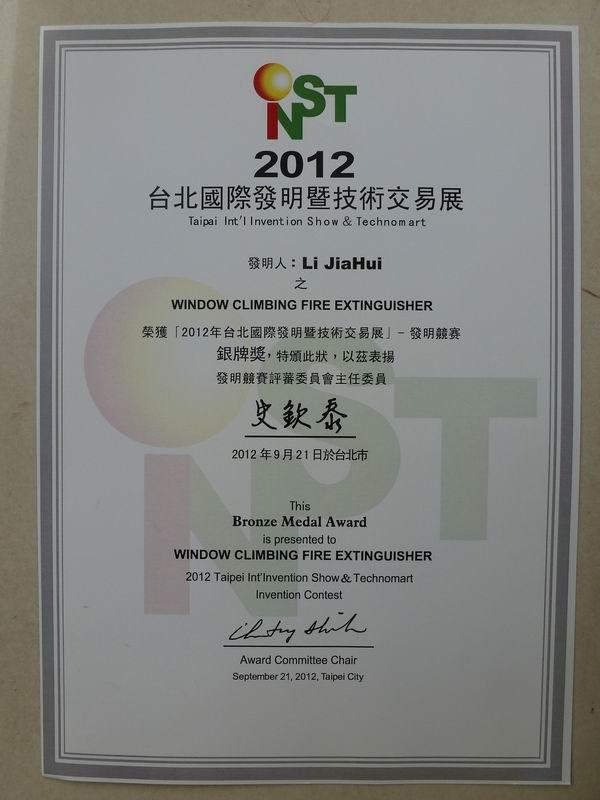 INST
2012
台北國際發明暨技術交易展
Taipei Int'l Invention Show & Technomart
發明人：Li JiaHui
之
WINDOW CLIMBING FIRE EXTINGUISHER
榮獲「2012年台北國際發明暨技術交易展」－發明競賽
銀牌獎，特頒此狀，以茲表揚
發明競賽評審委員會主任委員
史欽泰
2012 年 9 月 21 日於台北市
This
Bronze Medal Award
is presented to
WINDOW CLIMBING FIRE EXTINGUISHER
2012 Taipei Int'Invention Show & Technomart
Invention Contest
Award Committee Chair
September 21, 2012, Taipei City